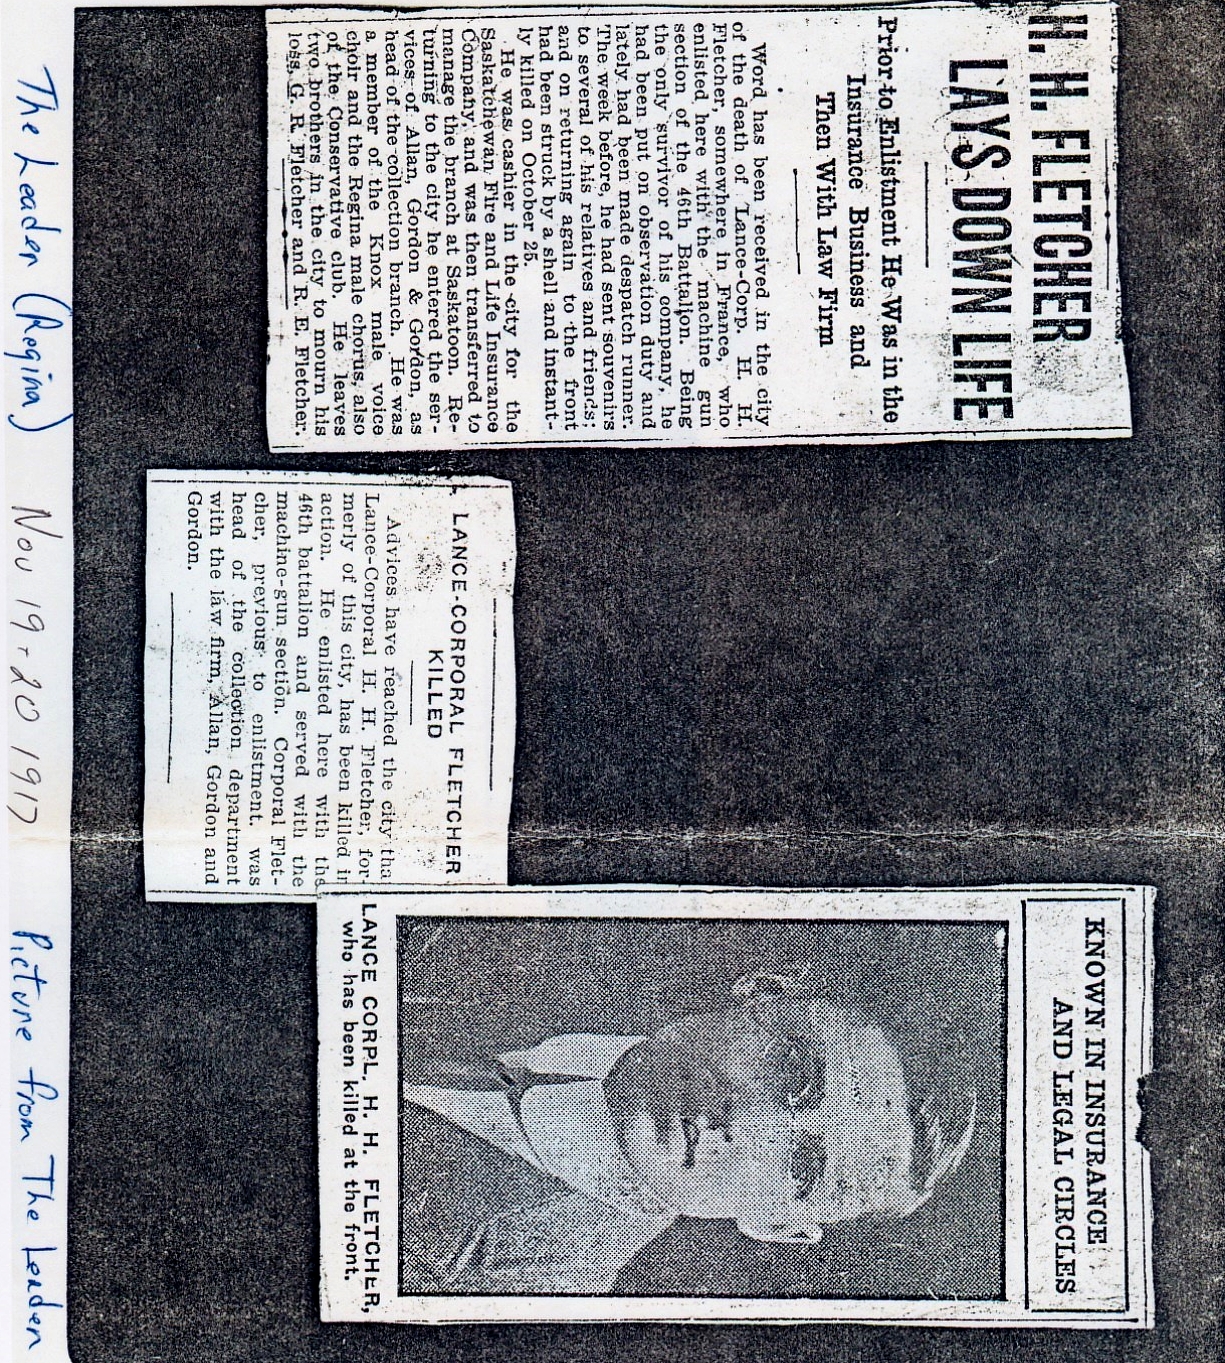 H. H. FLETCHER
LAYS DOWN LIFE
Prior to Enlistment He Was in the
Insurance Business and
Then With Law Firm
Word has been received in the city
of the death of Lance-Corp. H. H.
Fletcher, somewhere in France, who
enlisted here with the machine gun
section of the 46th Battalion. Being
the only survivor of his company, he
had been put on observation duty and
lately had been made despatch runner.
The week before, he had sent souvenirs
to several of his relatives and friends;
and on returning again to the front
had been struck by a shell and instant-
ly killed on October 25.
He was cashier in the city for the
Saskatchewan Fire and Life Insurance
Company, and was then transferred to
manage the branch at Saskatoon. Re-
turning to the city he entered the ser-
vices of Allan, Gordon & Gordon, as
head of the collection branch. He was
a member of the Knox male voice
choir and the Regina male chorus, also
of the Conservative club. He leaves
two brothers in the city to mourn his
loss, G. R. Fletcher and R. E. Fletcher.
LANCE-CORPORAL FLETCHER
KILLED
Advices have reached the city tha
Lance-Corporal H. H. Fletcher, for-
merly of this city, has been killed in
action. He enlisted here with the
46th battalion and served with the
machine-gun section. Corporal Flet-
cher, previous to enlistment, was
head of the collection department
with the law firm, Allan, Gordon and
Gordon.
KNOWN IN INSURANCE
AND LEGAL CIRCLES
LANCE CORPL. H. H. FLETCHER,
who has been killed at the front.
The Leader (Regina) Nov 19-20 1917 Picture from The Leader